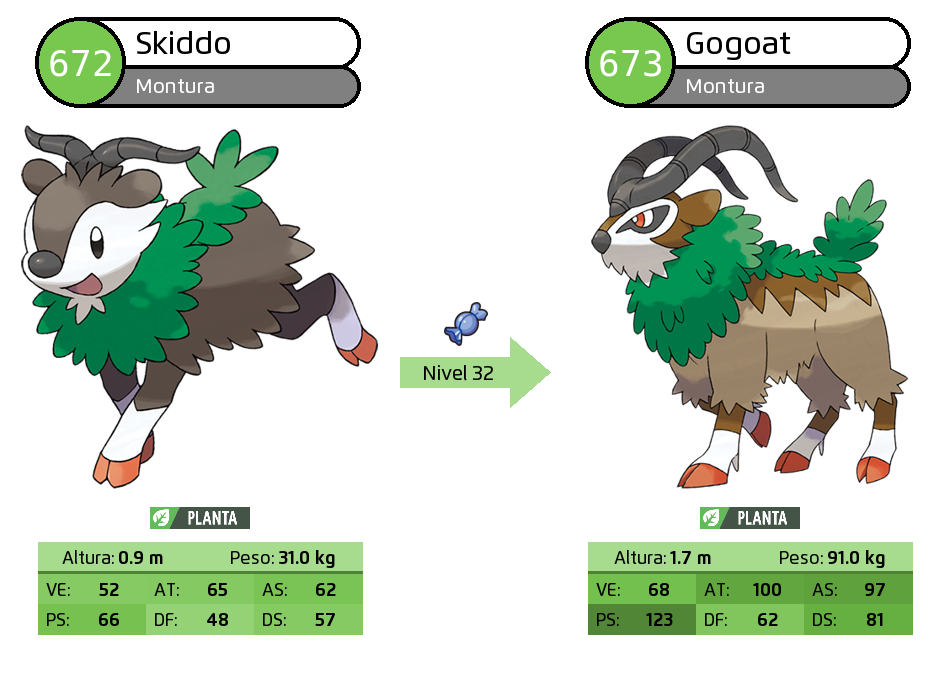 672 Skiddo
Montura
673 Gogoat
Montura
Nivel 32
PLANTA
Altura: 0.9 m Peso: 31.0 kg
VE: 52 AT: 65 AS: 62
PS: 66 DF: 48 DS: 57
PLANTA
Altura: 1.7 m Peso: 91.0 kg
VE: 68 AT: 100 AS: 97
PS: 123 DF: 62 DS: 81